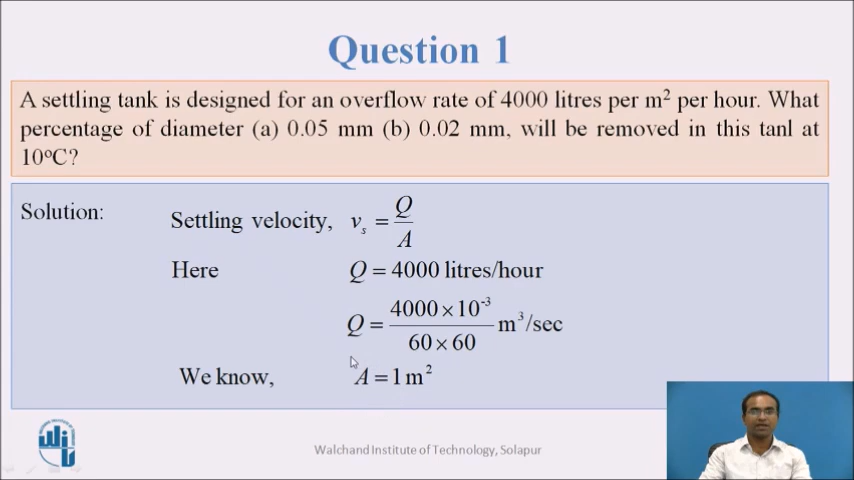 Question 1
A settling tank is designed for an overflow rate of 4000 litres per m² per hour. What
percentage of diameter (a) 0.05 mm (b) 0.02 mm, will be removed in this tanl at
10ºC?
Solution:
Settling velocity, vₛ = Q/A
Here Q = 4000 litres/hour
Q = (4000 × 10⁻³)/(60 × 60) m³/sec
We know, A = 1 m²
Walchand Institute of Technology, Solapur